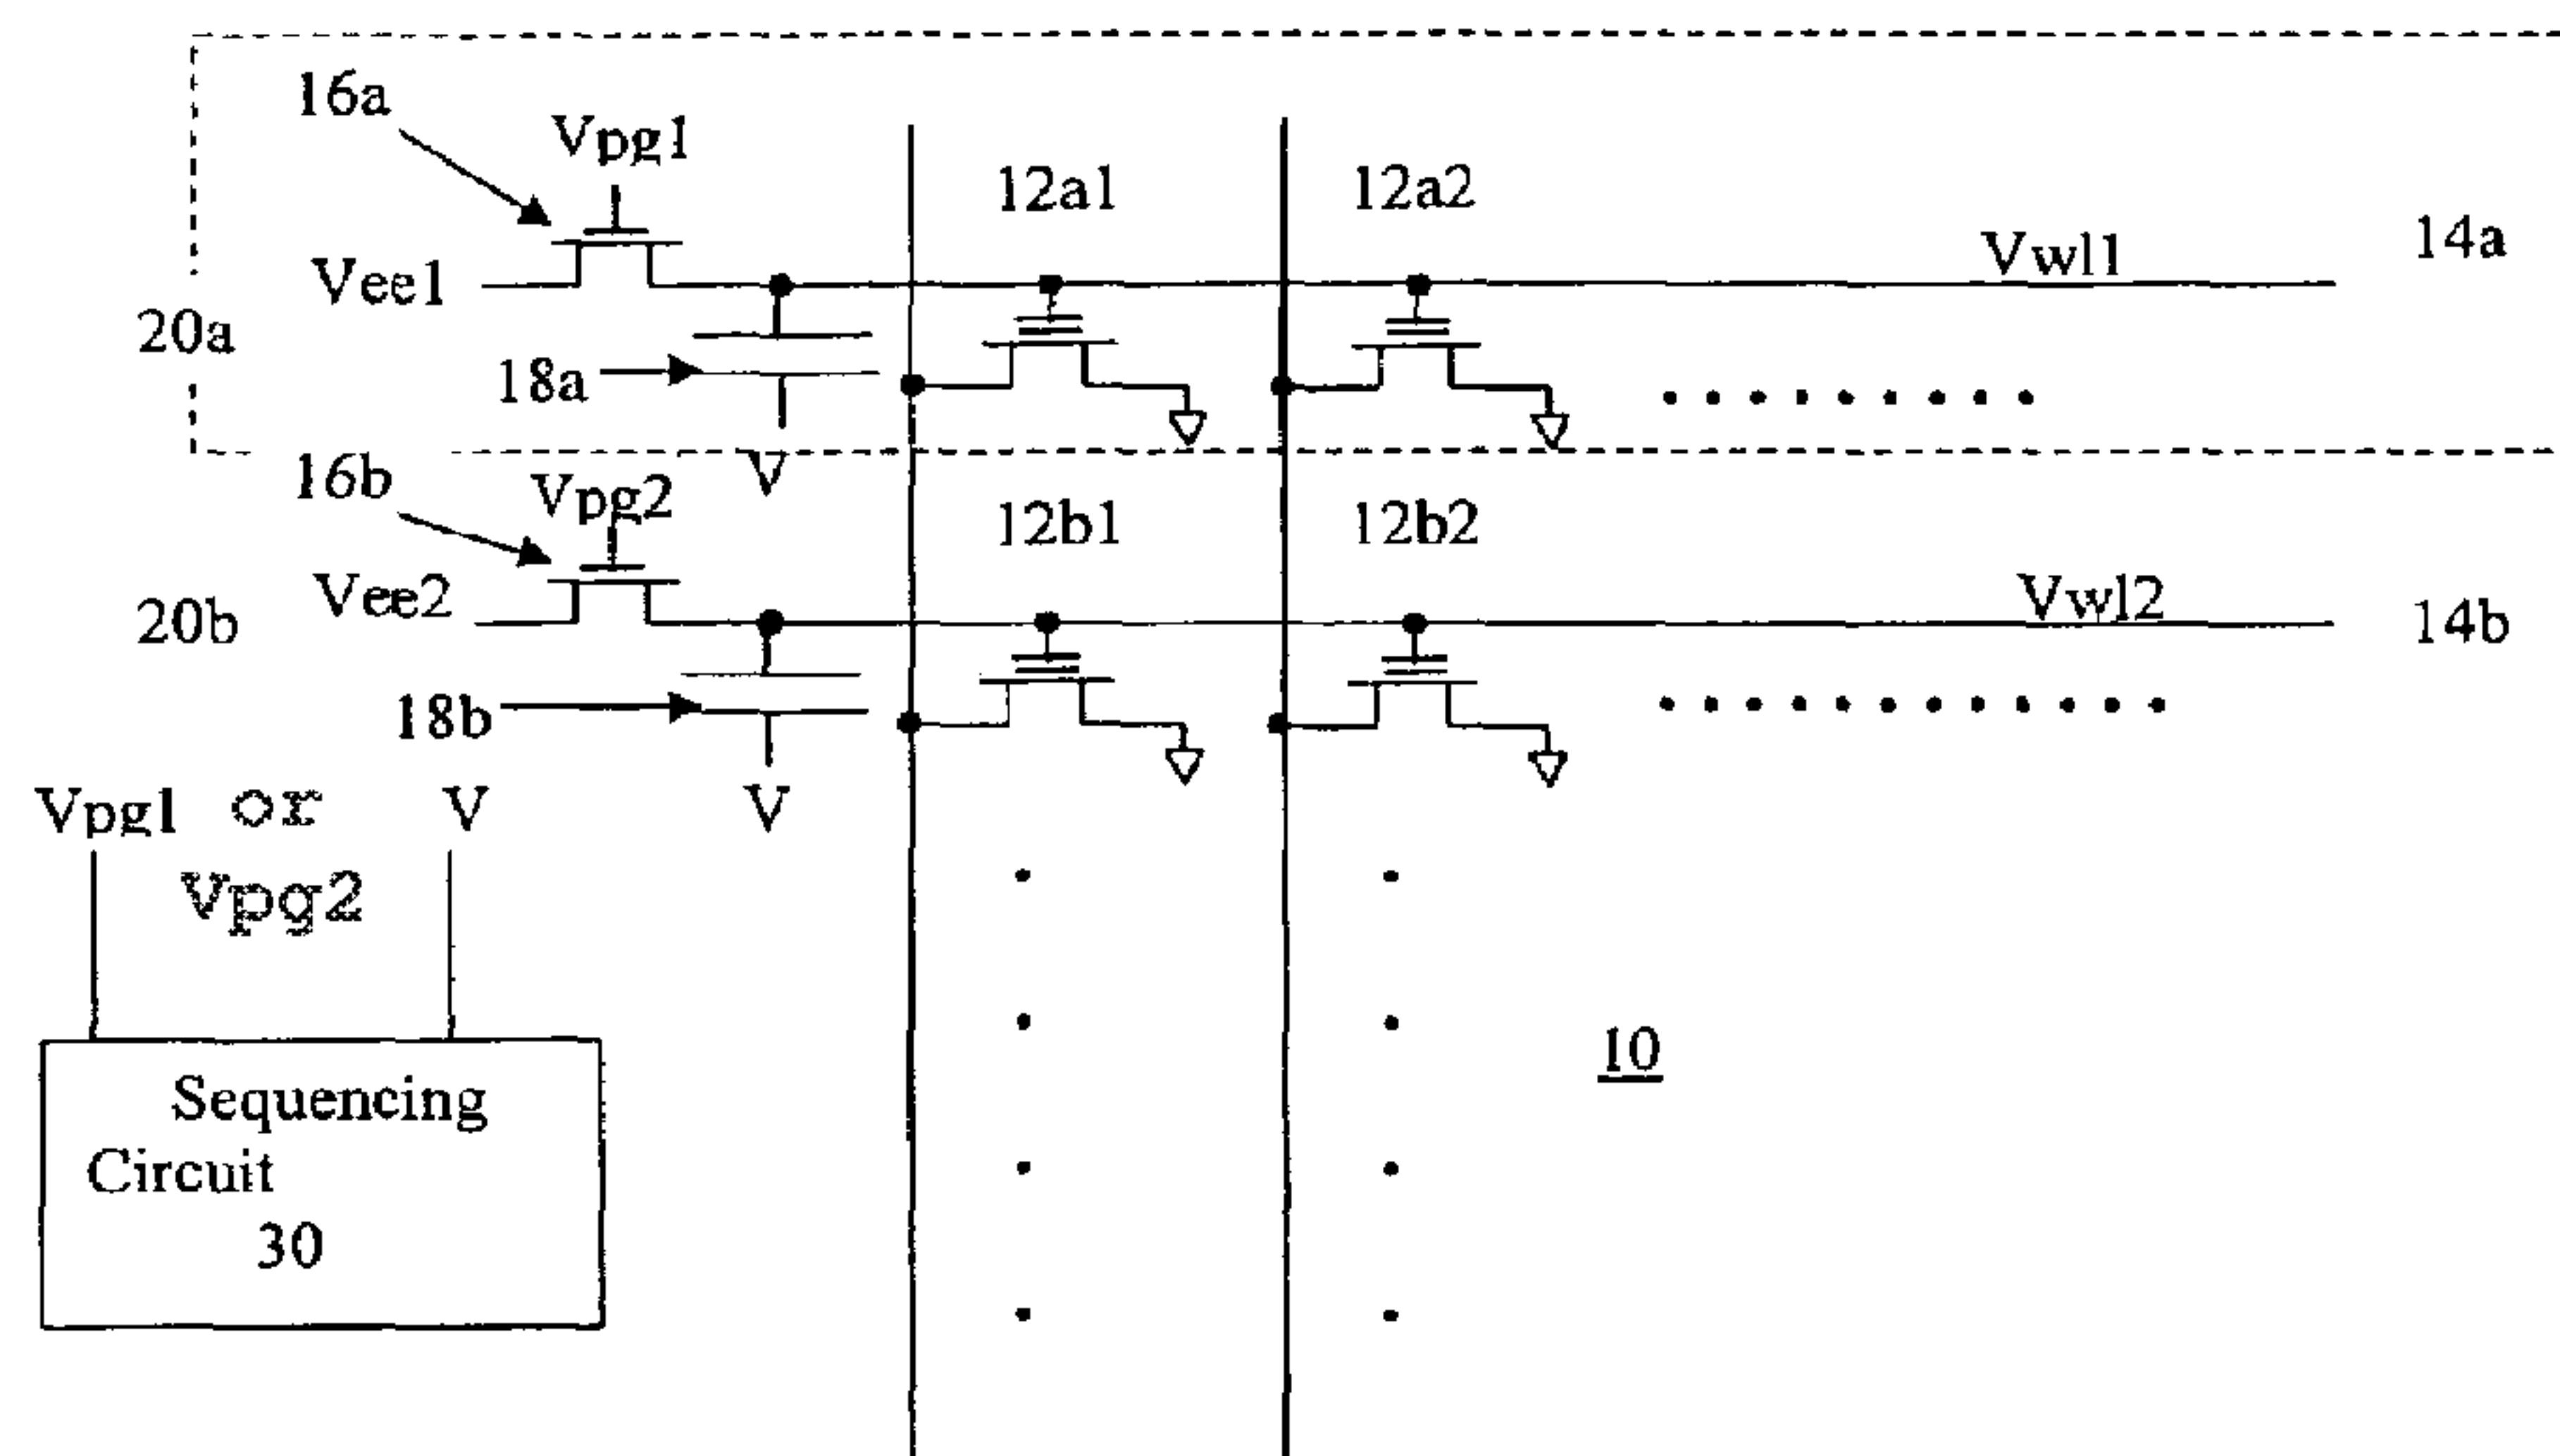 16a
Vpg1
12a1
12a2
Vwl1
14a
Vee1
20a
18a
V
16b
Vpg2
12b1
12b2
Vee2
Vwl2
20b
14b
18b
Vpg1 or
V
V
Vpg2
10
Sequencing
Circuit
30